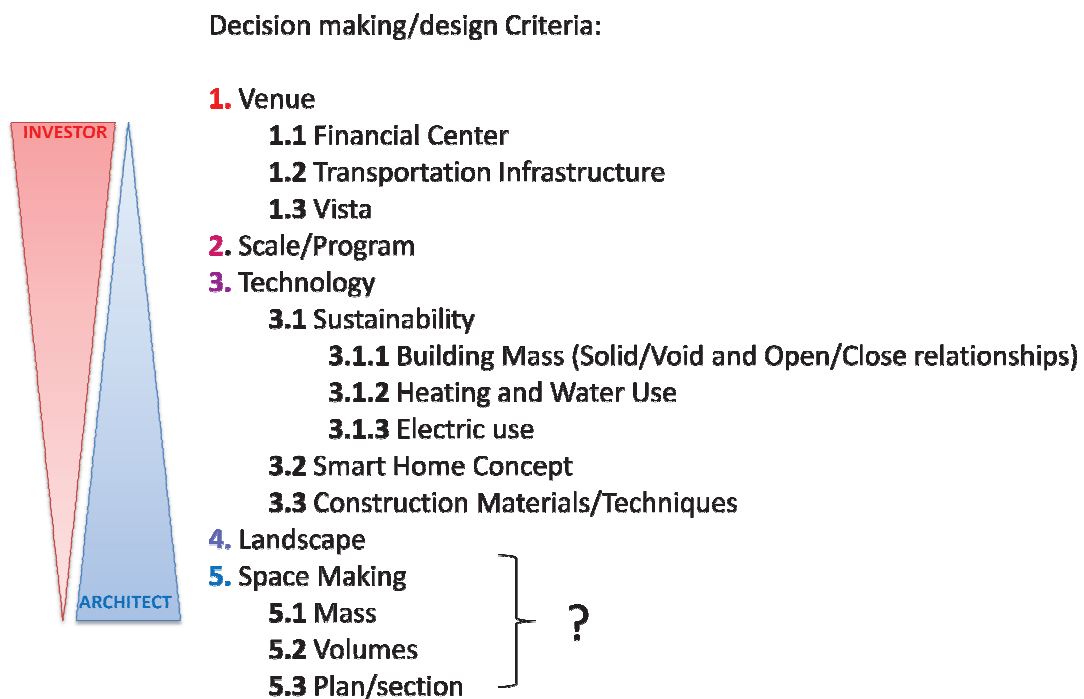 Decision making/design Criteria:
1. Venue
INVESTOR
1.1 Financial Center
1.2 Transportation Infrastructure
1.3 Vista
2. Scale/Program
3. Technology
3.1 Sustainability
3.1.1 Building Mass (Solid/Void and Open/Close relationships)
3.1.2 Heating and Water Use
3.1.3 Electric use
3.2 Smart Home Concept
3.3 Construction Materials/Techniques
4. Landscape
5. Space Making
ARCHITECT
5.1 Mass
5.2 Volumes
5.3 Plan/section
?